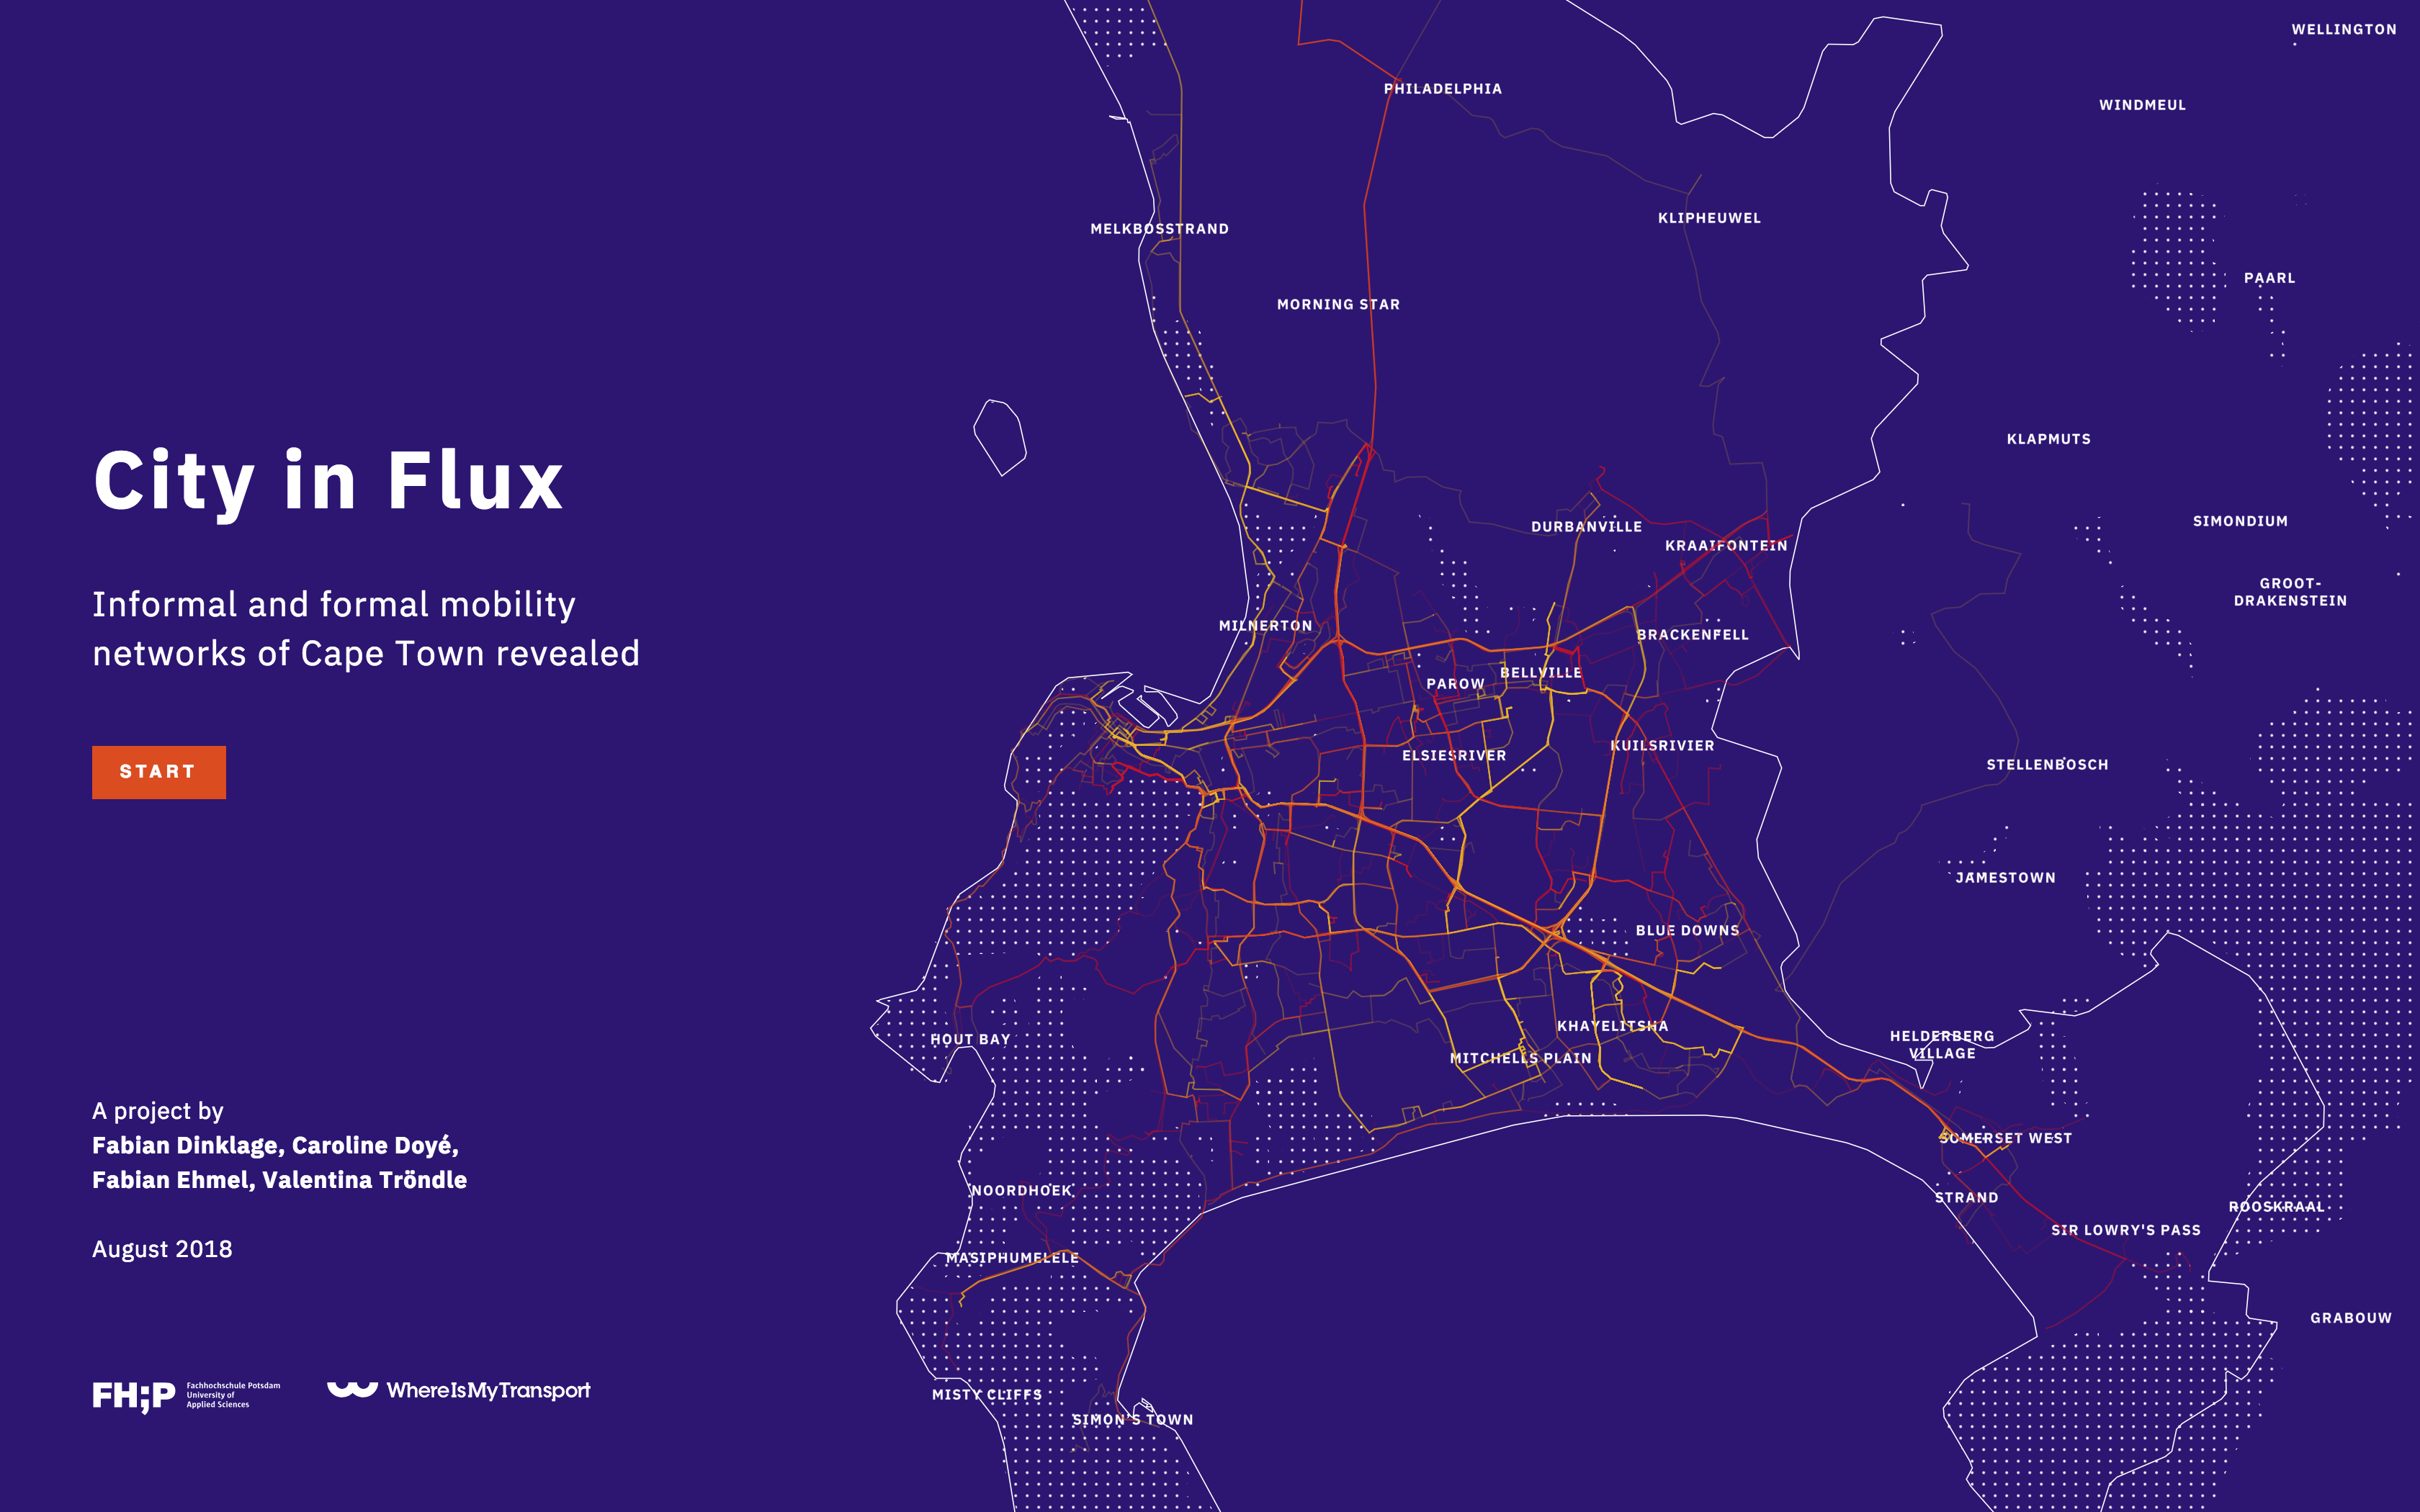 City in Flux
Informal and formal mobility
networks of Cape Town revealed
START
A project by
Fabian Dinklage, Caroline Doyé,
Fabian Ehmel, Valentina Tröndle
August 2018
FH;P
Fachhochschule Potsdam
University of
Applied Sciences
WhereIsMyTransport
WELLINGTON
PHILADELPHIA
WINDMEUL
KLIPHEUWEL
MELKBOSSTRAND
PAARL
MORNING STAR
KLAPMUTS
SIMONDIUM
DURBANVILLE
KRAAIFONTEIN
GROOT-
DRAKENSTEIN
MILNERTON
BRACKENFELL
BELLVILLE
PAROW
KUILSRIVIER
ELSIESRIVER
STELLENBOSCH
JAMESTOWN
BLUE DOWNS
KHAYELITSHA
HOUT BAY
HELDERBERG
VILLAGE
MITCHELLS PLAIN
SOMERSET WEST
NOORDHOEK
STRAND
ROOSKRAAL
SIR LOWRY'S PASS
MASIPHUMELELE
GRABOUW
MISTY CLIFFS
SIMON'S TOWN